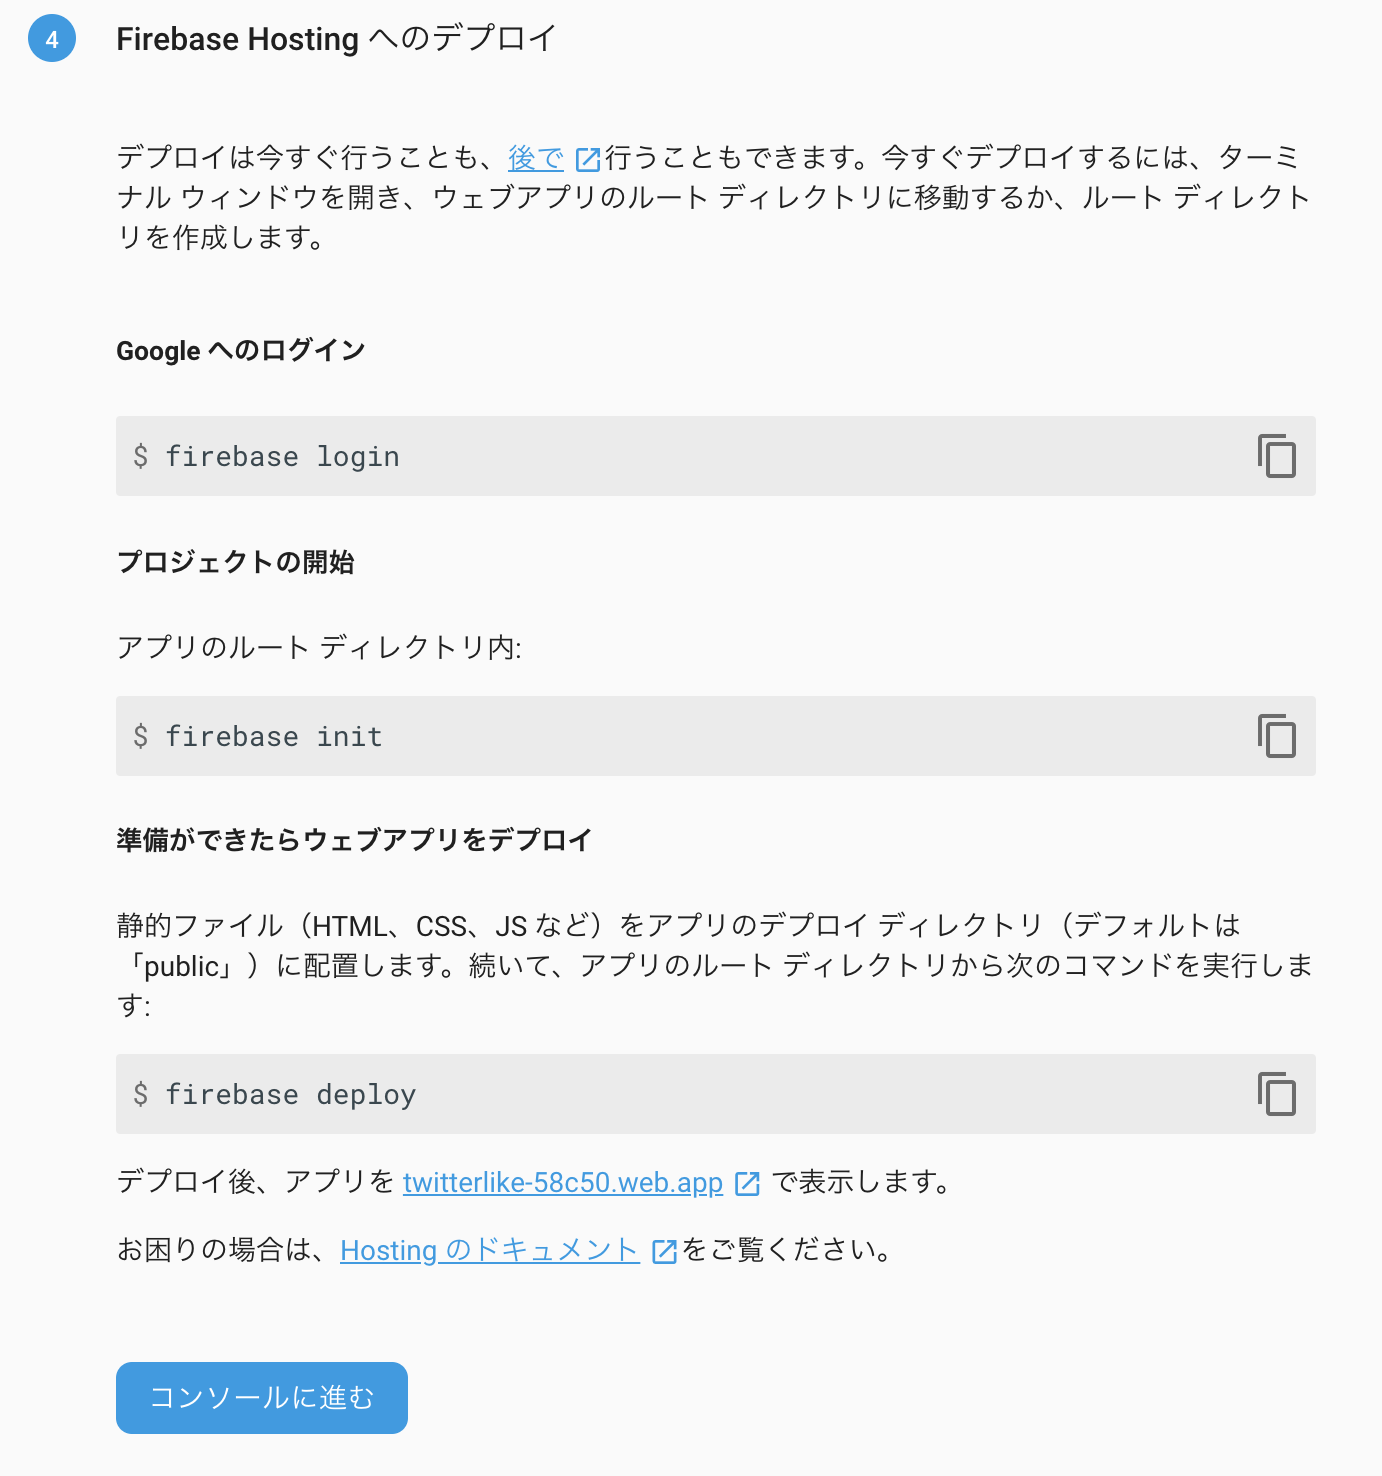 4
Firebase Hosting へのデプロイ
デプロイは今すぐ行うことも、後で 行うこともできます。今すぐデプロイするには、ターミ
ナル ウィンドウを開き、ウェブアプリのルート ディレクトリに移動するか、ルート ディレクト
リを作成します。
Google へのログイン
$ firebase login
プロジェクトの開始
アプリのルート ディレクトリ内:
$ firebase init
準備ができたらウェブアプリをデプロイ
静的ファイル（HTML、CSS、JS など）をアプリのデプロイ ディレクトリ（デフォルトは
「public」）に配置します。続いて、アプリのルート ディレクトリから次のコマンドを実行しま
す:
$ firebase deploy
デプロイ後、アプリを twitterlike-58c50.web.app で表示します。
お困りの場合は、Hosting のドキュメント をご覧ください。
コンソールに進む